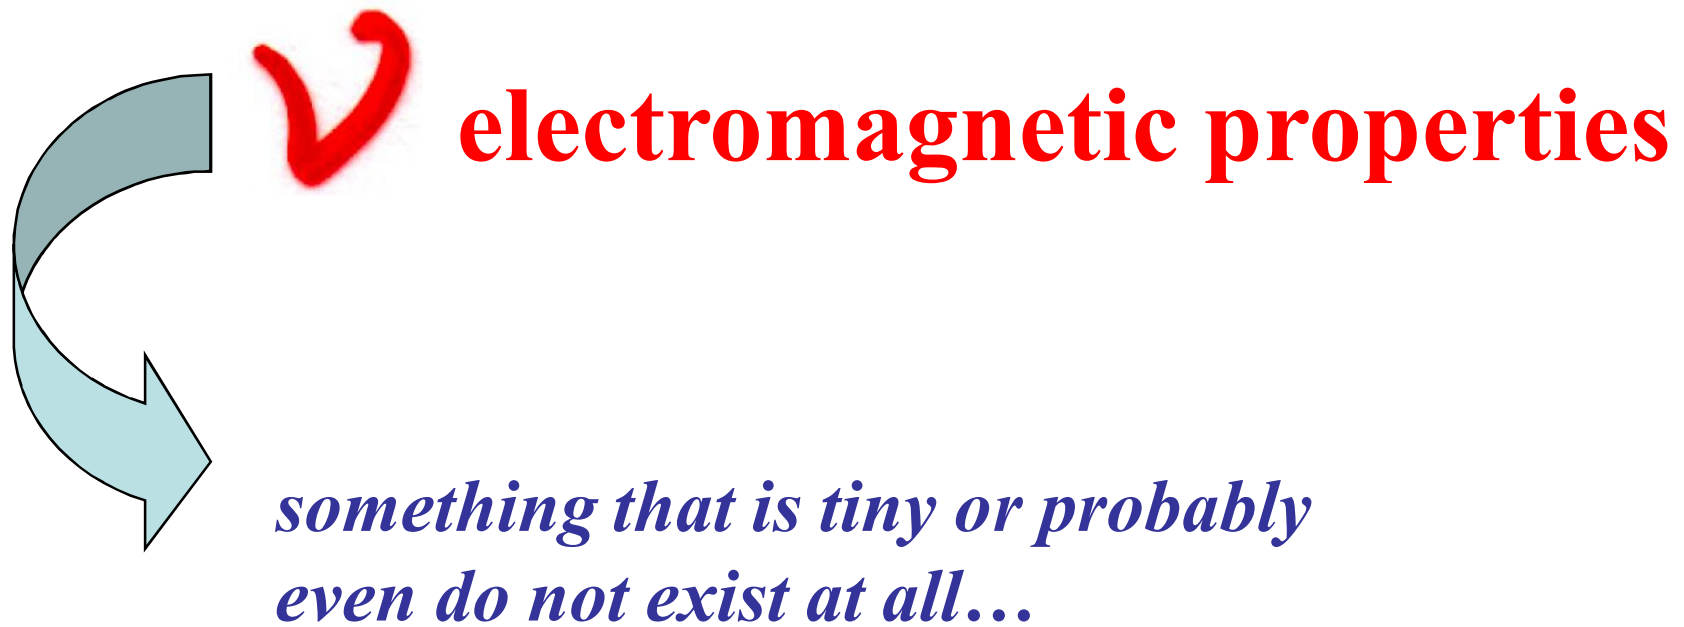 ν electromagnetic properties
something that is tiny or probably
even do not exist at all…